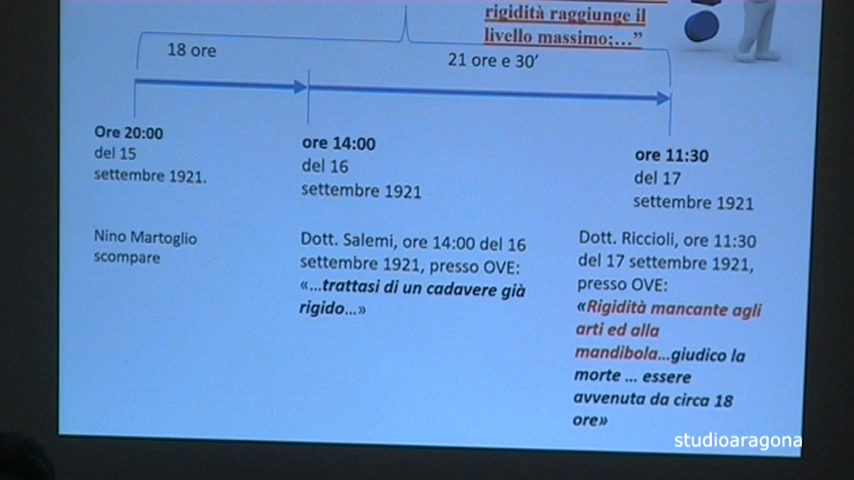 rigidità raggiunge il
livello massimo;…”
18 ore
21 ore e 30’
Ore 20:00
del 15
settembre 1921.
ore 14:00
del 16
settembre 1921
ore 11:30
del 17
settembre 1921
Nino Martoglio
scompare
Dott. Salemi, ore 14:00 del 16
settembre 1921, presso OVE:
«…trattasi di un cadavere già
rigido…»
Dott. Riccioli, ore 11:30
del 17 settembre 1921,
presso OVE:
«Rigidità mancante agli
arti ed alla
mandibola…giudico la
morte … essere
avvenuta da circa 18
ore»
studioaragona